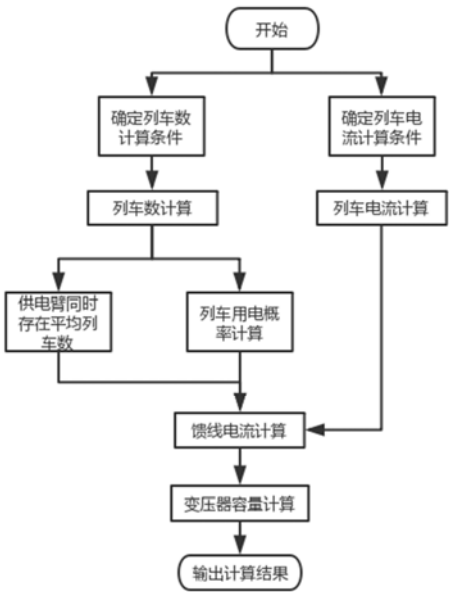 开始
确定列车数
计算条件
确定列车电
流计算条件
列车数计算
列车电流计算
供电臂同时
存在平均列
车数
列车用电概
率计算
馈线电流计算
变压器容量计算
输出计算结果